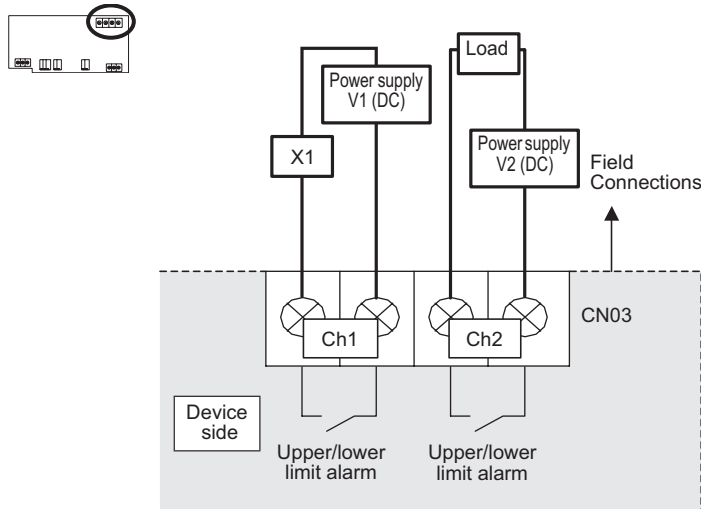 Load
Power supply
V1 (DC)
X1
Power supply
V2 (DC)
Field
Connections
CN03
Ch1
Ch2
Device
side
Upper/lower
limit alarm
Upper/lower
limit alarm